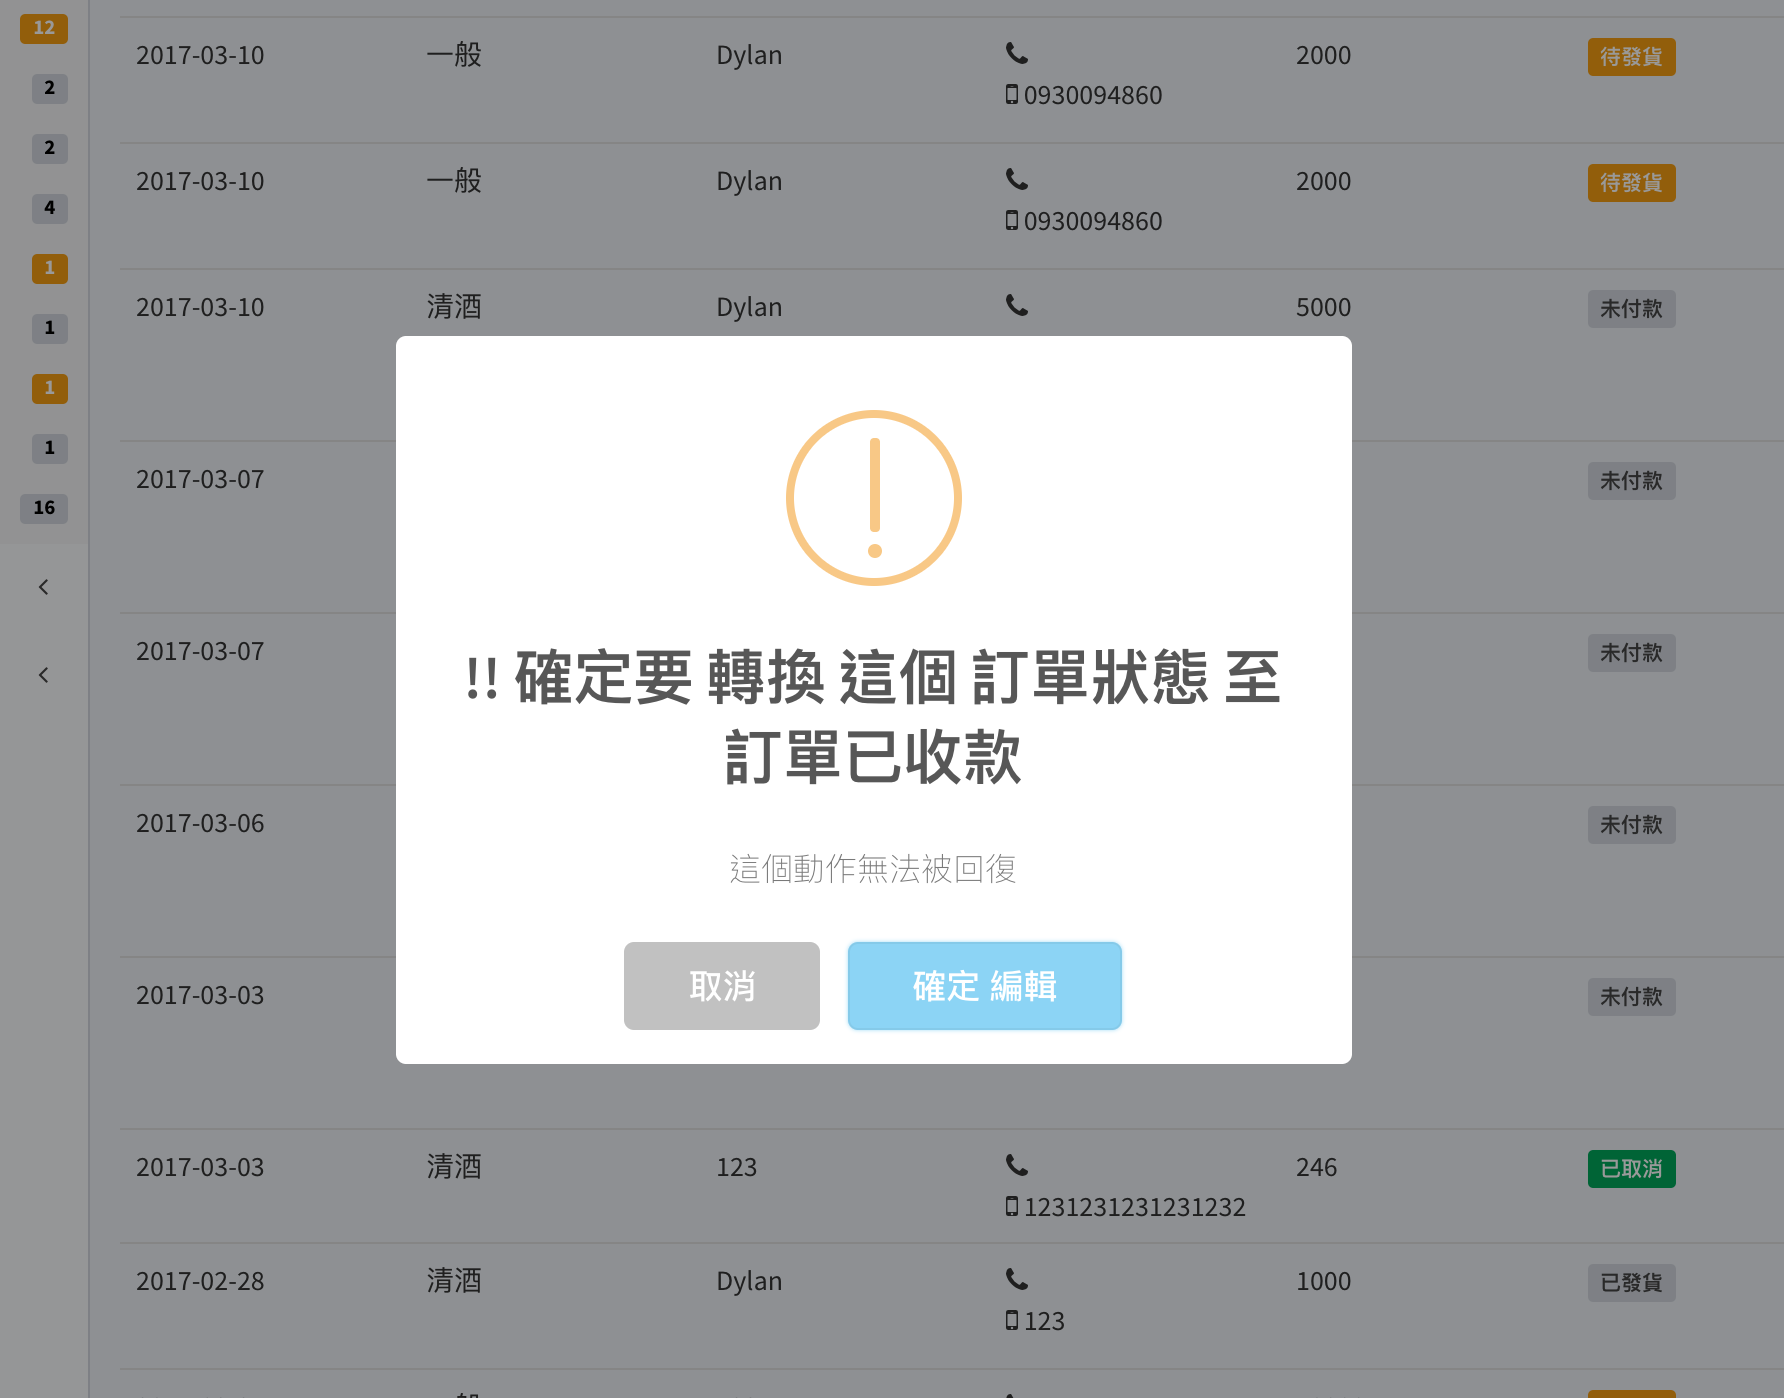 12
2
2
4
1
1
1
1
16
2017-03-10 一般 Dylan 2000 待發貨
0930094860
2017-03-10 一般 Dylan 2000 待發貨
0930094860
2017-03-10 清酒 Dylan 5000 未付款
2017-03-07 未付款
2017-03-07 未付款
2017-03-06 未付款
2017-03-03 未付款
!! 確定要 轉換 這個 訂單狀態 至
訂單已收款
這個動作無法被回復
取消 確定 編輯
2017-03-03 清酒 123 246 已取消
1231231231231232
2017-02-28 清酒 Dylan 1000 已發貨
123